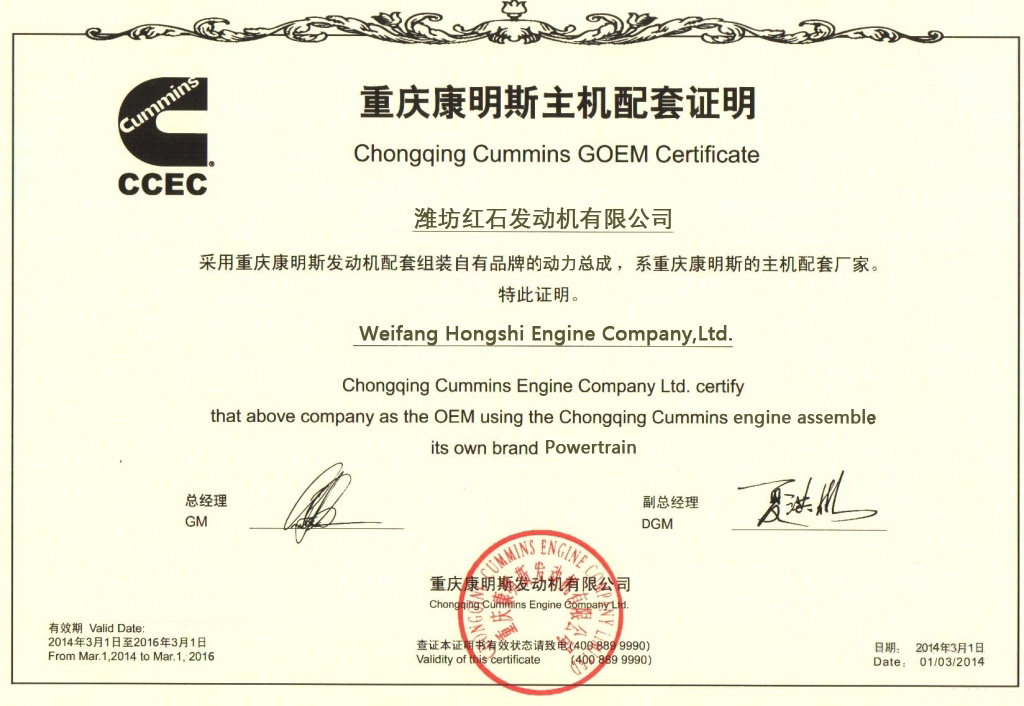 Cummins
CCEC
重庆康明斯主机配套证明
Chongqing Cummins GOEM Certificate
潍坊红石发动机有限公司
采用重庆康明斯发动机配套组装自有品牌的动力总成，系重庆康明斯的主机配套厂家。
特此证明。
Weifang Hongshi Engine Company,Ltd.
Chongqing Cummins Engine Company Ltd. certify
that above company as the OEM using the Chongqing Cummins engine assemble
its own brand Powertrain
总经理
GM
副总经理
DGM
CHONGQING CUMMINS ENGINE COMPANY LIMITED
重庆康明斯发动机有限公司
重庆康明斯发动机有限公司
Chongqing Cummins Engine Company Ltd.
有效期 Valid Date:
2014年3月1日至2016年3月1日
From Mar.1,2014 to Mar.1, 2016
查证本证明书有效状态请致电(400 889 9990)
Validity of this certificate (400 889 9990)
日期: 2014年3月1日
Date: 01/03/2014